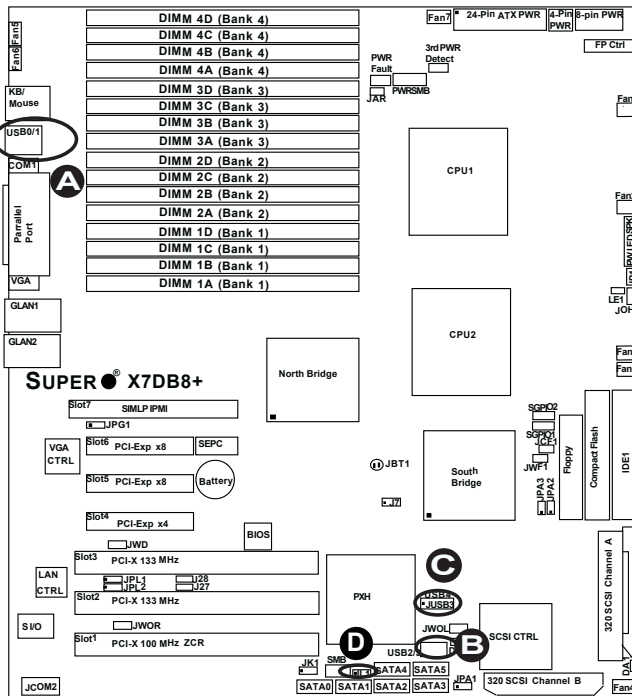 DIMM 4D (Bank 4)
DIMM 4C (Bank 4)
DIMM 4B (Bank 4)
DIMM 4A (Bank 4)
DIMM 3D (Bank 3)
DIMM 3C (Bank 3)
DIMM 3B (Bank 3)
DIMM 3A (Bank 3)
DIMM 2D (Bank 2)
DIMM 2C (Bank 2)
DIMM 2B (Bank 2)
DIMM 2A (Bank 2)
DIMM 1D (Bank 1)
DIMM 1C (Bank 1)
DIMM 1B (Bank 1)
DIMM 1A (Bank 1)
Fan5
Fan6
KB/
Mouse
USB0/1
COM1
A
Parrallel
Port
VGA
GLAN1
GLAN2
Fan7
24-Pin ATX PWR
4-Pin
PWR
8-pin PWR
FP Ctrl
3rd PWR
Detect
PWR
Fault
JAR
PWRSMB
CPU1
CPU2
LE1
North Bridge
South
Bridge
SUPER ® X7DB8+
Slot7
SIMLP IPMI
JPG1
VGA
CTRL
Slot6
PCI-Exp x8
SEPC
Slot5
PCI-Exp x8
Battery
Slot4
PCI-Exp x4
BIOS
JWD
Slot3
PCI-X 133 MHz
LAN
CTRL
JPL1
JPL2
J28
J27
Slot2
PCI-X 133 MHz
S I/O
JWOR
Slot1
PCI-X 100 MHz ZCR
JCOM2
JBT1
J7
SGPIO2
SGPIO1
JCF1
JWF1
JPA3
JPA2
Floppy
Compact Flash
IDE1
PXH
C
USB4
JUSB3
JWOL
B
D
SCSI CTRL
320 SCSI Channel A
320 SCSI Channel B
JK1
SMB
SATA4
SATA5
SATA0
SATA1
SATA2
SATA3
JPA1
DA1